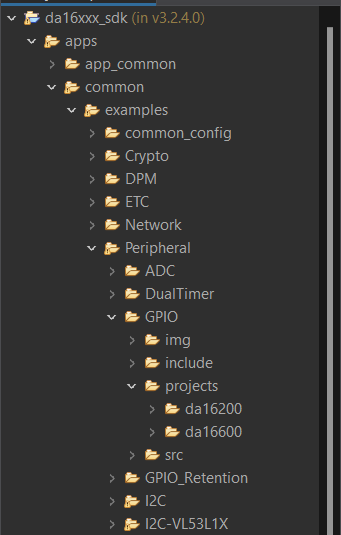 da16xxx_sdk (in v3.2.4.0)
apps
app_common
common
examples
common_config
Crypto
DPM
ETC
Network
Peripheral
ADC
DualTimer
GPIO
img
include
projects
da16200
da16600
src
GPIO_Retention
I2C
I2C-VL53L1X